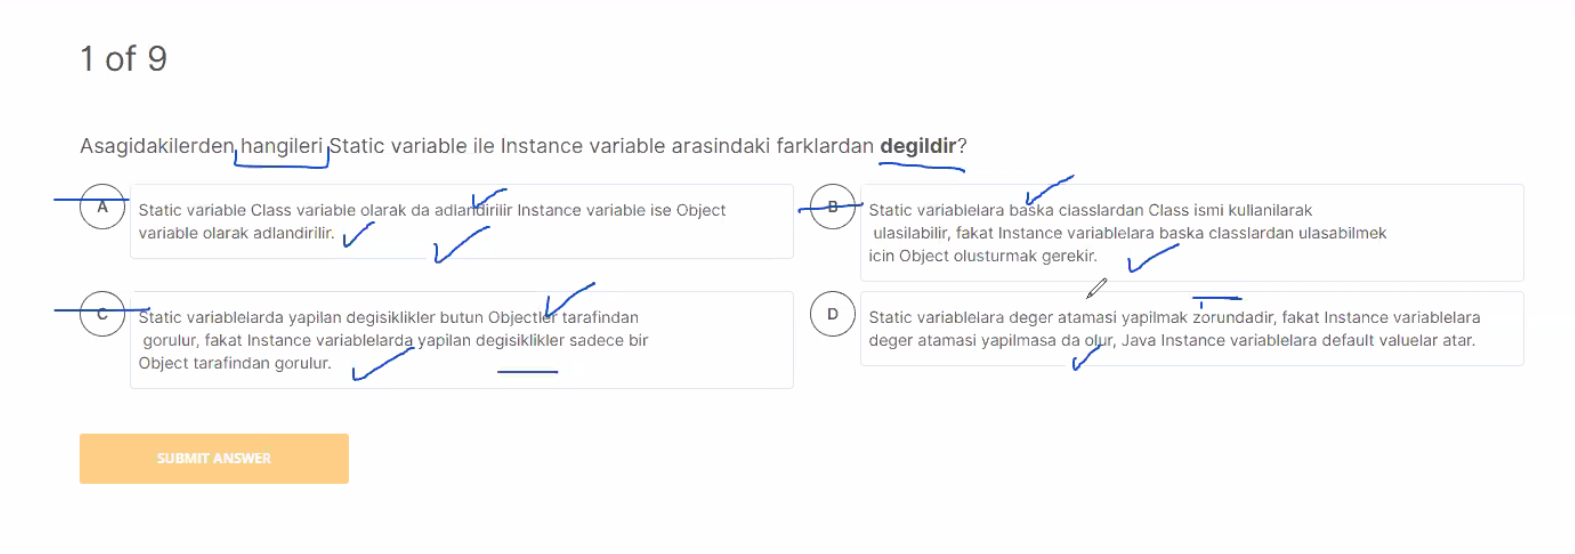 1 of 9
Asagidakilerden hangileri Static variable ile Instance variable arasindaki farklardan degildir?
A
Static variable Class variable olarak da adlandirilir Instance variable ise Object
variable olarak adlandirilir.
B
Static variablelara baska classlardan Class ismi kullanilarak
ulasilabilir, fakat Instance variablelara baska classlardan ulasabilmek
icin Object olusturmak gerekir.
C
Static variablelarda yapilan degisiklikler butun Objectler tarafindan
gorulur, fakat Instance variablelarda yapilan degisiklikler sadece bir
Object tarafindan gorulur.
D
Static variablelara deger atamasi yapilmak zorundadir, fakat Instance variablelara
deger atamasi yapilmasa da olur, Java Instance variablelara default valuelar atar.
SUBMIT ANSWER